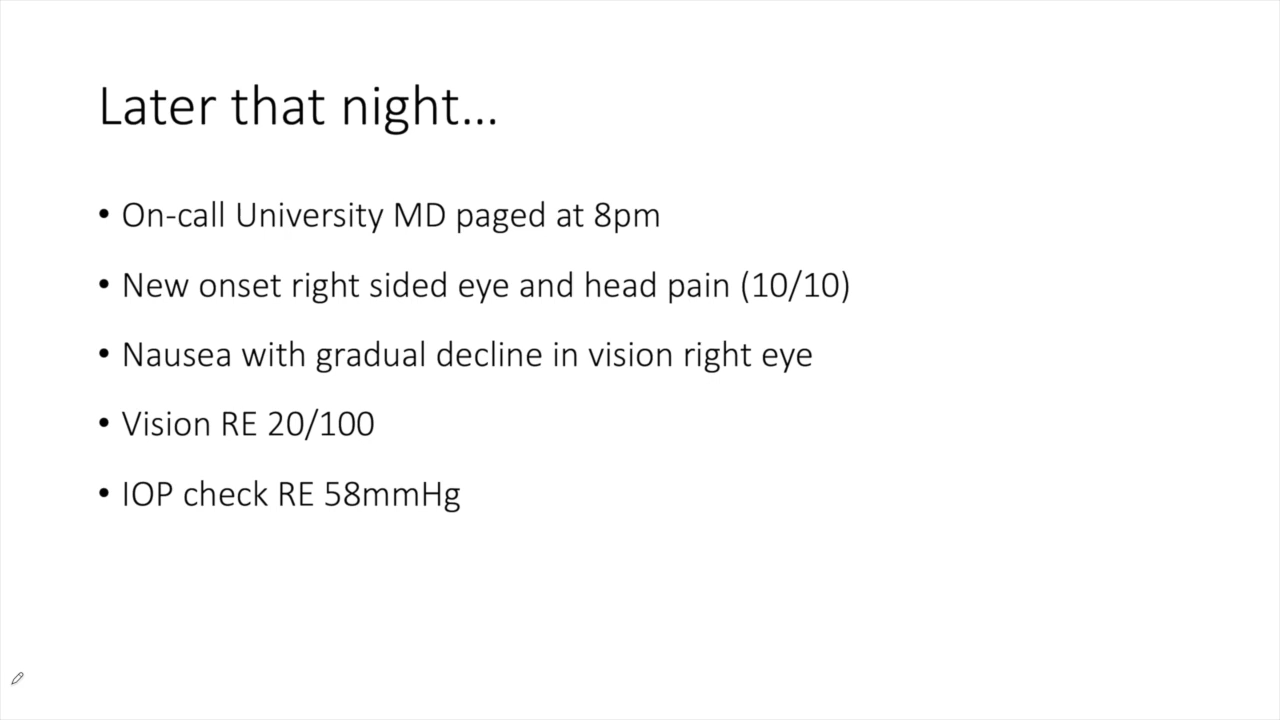 Later that night...
• On-call University MD paged at 8pm
• New onset right sided eye and head pain (10/10)
• Nausea with gradual decline in vision right eye
• Vision RE 20/100
• IOP check RE 58mmHg